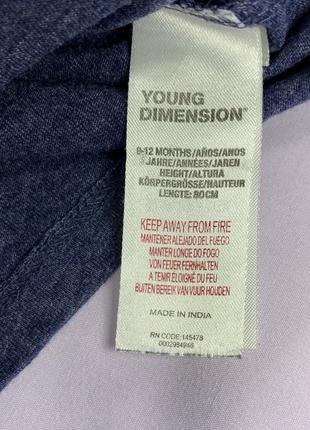 YOUNG
DIMENSION®
9-12 MONTHS/AÑOS/ANOS
JAHRE/ANNÉES/JAREN
HEIGHT/ALTURA
KÖRPERGRÖSSE/HAUTEUR
LENGTE: 80CM
KEEP AWAY FROM FIRE
MANTENER ALEJADO DEL FUEGO
MANTER LONGE DO FOGO
VON FEUER FERNHALTEN
A TENIR ÉLOIGNÉ DU FEU
BUITEN BEREIK VAN VUUR HOUDEN
MADE IN INDIA
RN CODE:145478
0002984946